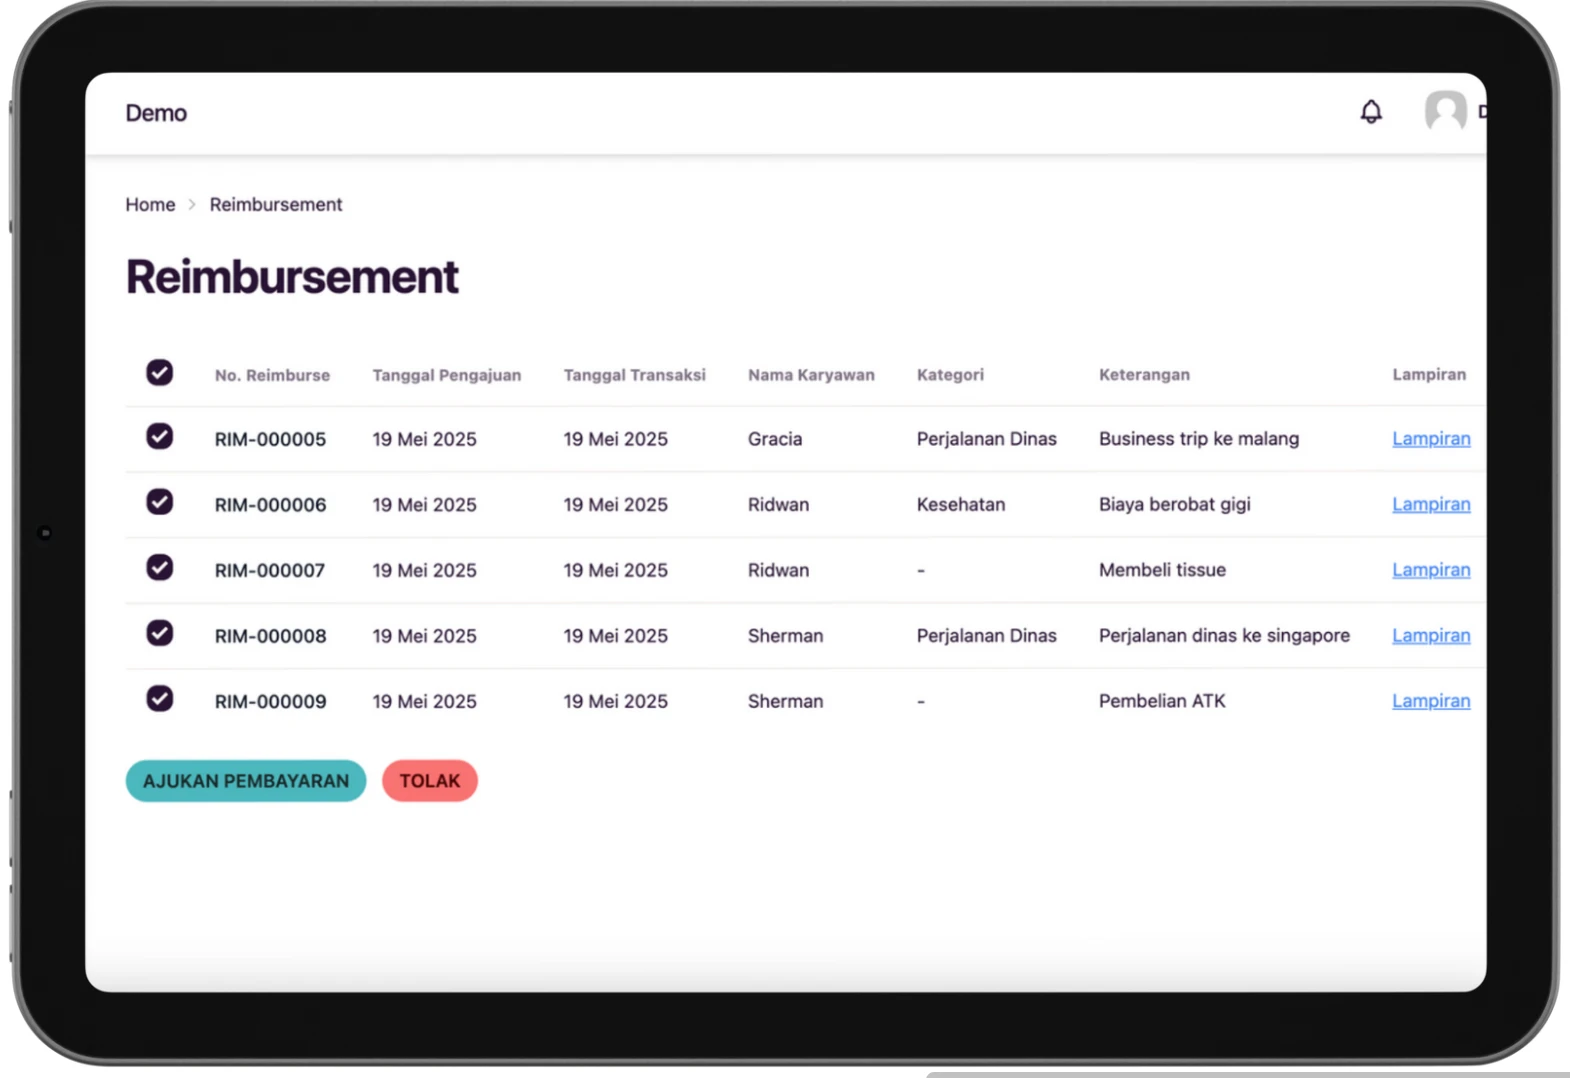 Demo
Home > Reimbursement
Reimbursement
No. Reimburse Tanggal Pengajuan Tanggal Transaksi Nama Karyawan Kategori Keterangan Lampiran
RIM-000005 19 Mei 2025 19 Mei 2025 Gracia Perjalanan Dinas Business trip ke malang Lampiran
RIM-000006 19 Mei 2025 19 Mei 2025 Ridwan Kesehatan Biaya berobat gigi Lampiran
RIM-000007 19 Mei 2025 19 Mei 2025 Ridwan - Membeli tissue Lampiran
RIM-000008 19 Mei 2025 19 Mei 2025 Sherman Perjalanan Dinas Perjalanan dinas ke singapore Lampiran
RIM-000009 19 Mei 2025 19 Mei 2025 Sherman - Pembelian ATK Lampiran
AJUKAN PEMBAYARAN TOLAK